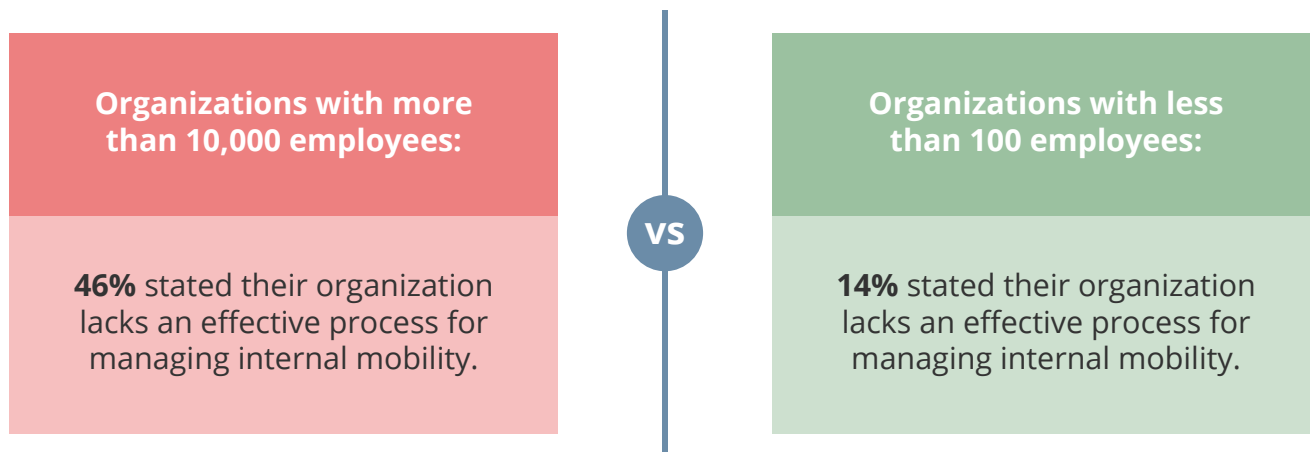 Organizations with more
than 10,000 employees:
46% stated their organization
lacks an effective process for
managing internal mobility.
VS
Organizations with less
than 100 employees:
14% stated their organization
lacks an effective process for
managing internal mobility.